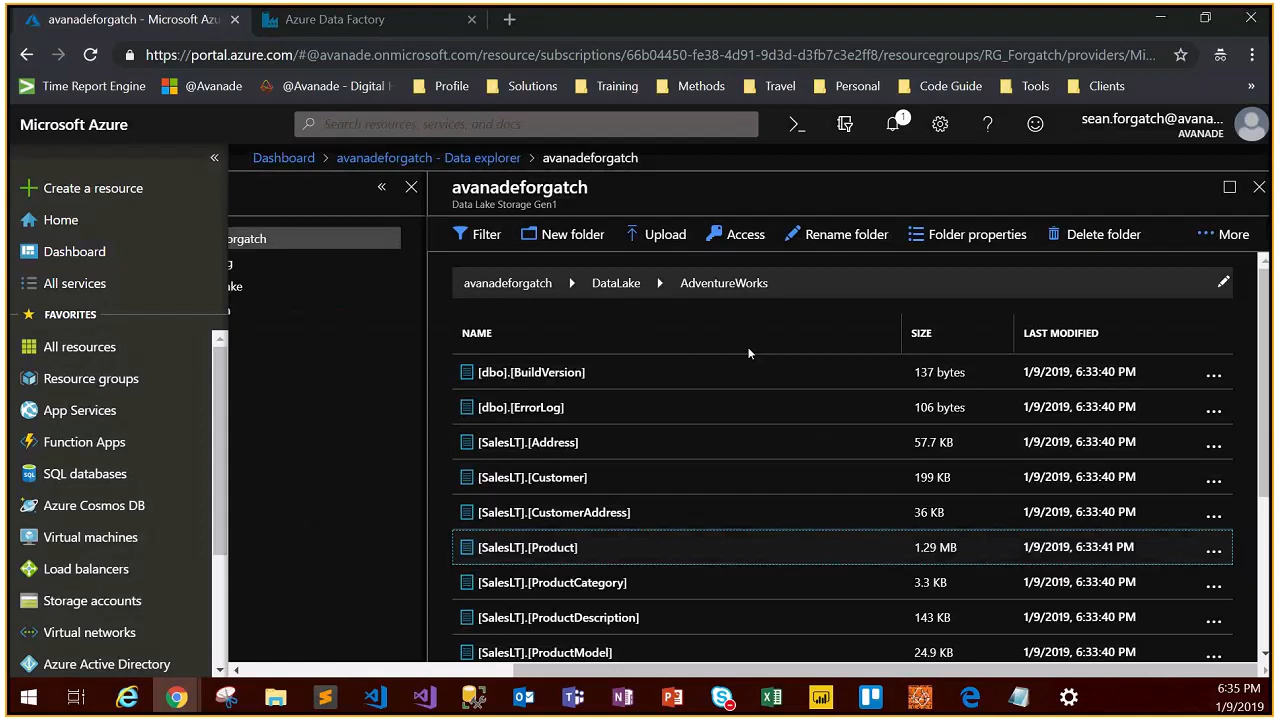 avanadeforgatch - Microsoft Azu
Azure Data Factory
https://portal.azure.com/#@avanade.onmicrosoft.com/resource/subscriptions/66b04450-fe38-4d91-9d3d-d3fb7c3e2ff8/resourcegroups/RG_Forgatch/providers/Mi...
Time Report Engine
@Avanade
@Avanade - Digital
Profile
Solutions
Training
Methods
Travel
Personal
Code Guide
Tools
Clients
Microsoft Azure
Search resources, services, and docs
1
sean.forgatch@avana...
AVANADE
Create a resource
Home
Dashboard
All services
FAVORITES
All resources
Resource groups
App Services
Function Apps
SQL databases
Azure Cosmos DB
Virtual machines
Load balancers
Storage accounts
Virtual networks
Azure Active Directory
Dashboard > avanadeforgatch - Data explorer > avanadeforgatch
orgatch
g
ke
avanadeforgatch
Data Lake Storage Gen1
Filter
New folder
Upload
Access
Rename folder
Folder properties
Delete folder
More
avanadeforgatch
DataLake
AdventureWorks
NAME SIZE LAST MODIFIED
[dbo].[BuildVersion] 137 bytes 1/9/2019, 6:33:40 PM
[dbo].[ErrorLog] 106 bytes 1/9/2019, 6:33:40 PM
[SalesLT].[Address] 57.7 KB 1/9/2019, 6:33:40 PM
[SalesLT].[Customer] 199 KB 1/9/2019, 6:33:40 PM
[SalesLT].[CustomerAddress] 36 KB 1/9/2019, 6:33:40 PM
[SalesLT].[Product] 1.29 MB 1/9/2019, 6:33:41 PM
[SalesLT].[ProductCategory] 3.3 KB 1/9/2019, 6:33:40 PM
[SalesLT].[ProductDescription] 143 KB 1/9/2019, 6:33:40 PM
[SalesLT].[ProductModel] 24.9 KB 1/9/2019, 6:33:40 PM
6:35 PM
1/9/2019